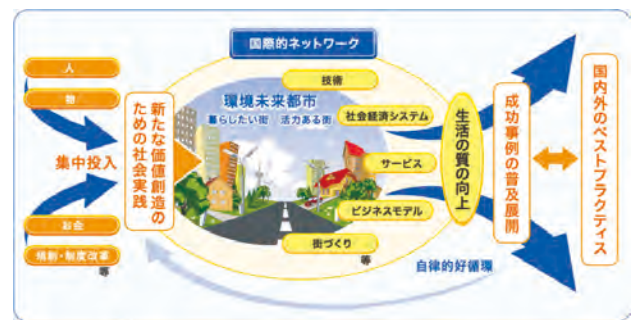 国際的ネットワーク
人
物
集中投入
お金
規制・制度改革
等
新たな価値創造の
ための社会実践
環境未来都市
暮らしたい街 活力ある街
技術
社会経済システム
サービス
ビジネスモデル
街づくり
等
生活の質の向上
成功事例の普及展開
国内外のベストプラクティス
自律的好循環